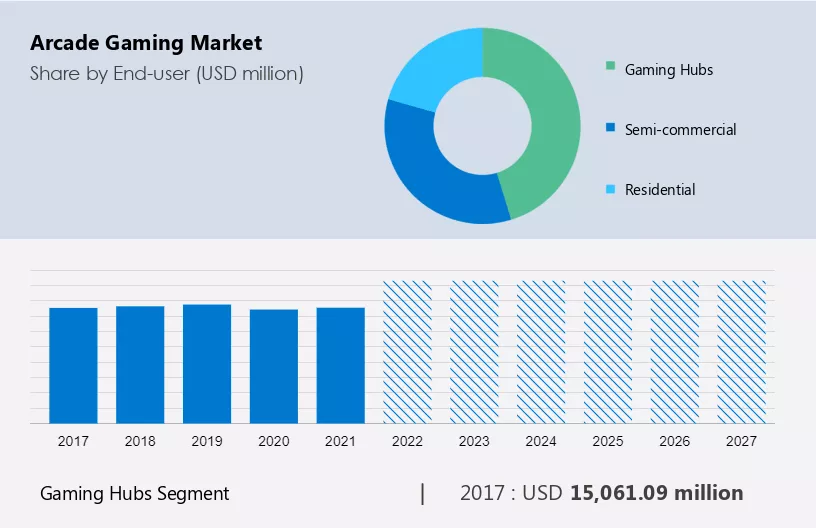 Arcade Gaming Market
Share by End-user (USD million)
Gaming Hubs
Semi-commercial
Residential
2017 2018 2019 2020 2021 2022 2023 2024 2025 2026 2027
Gaming Hubs Segment | 2017 : USD 15,061.09 million